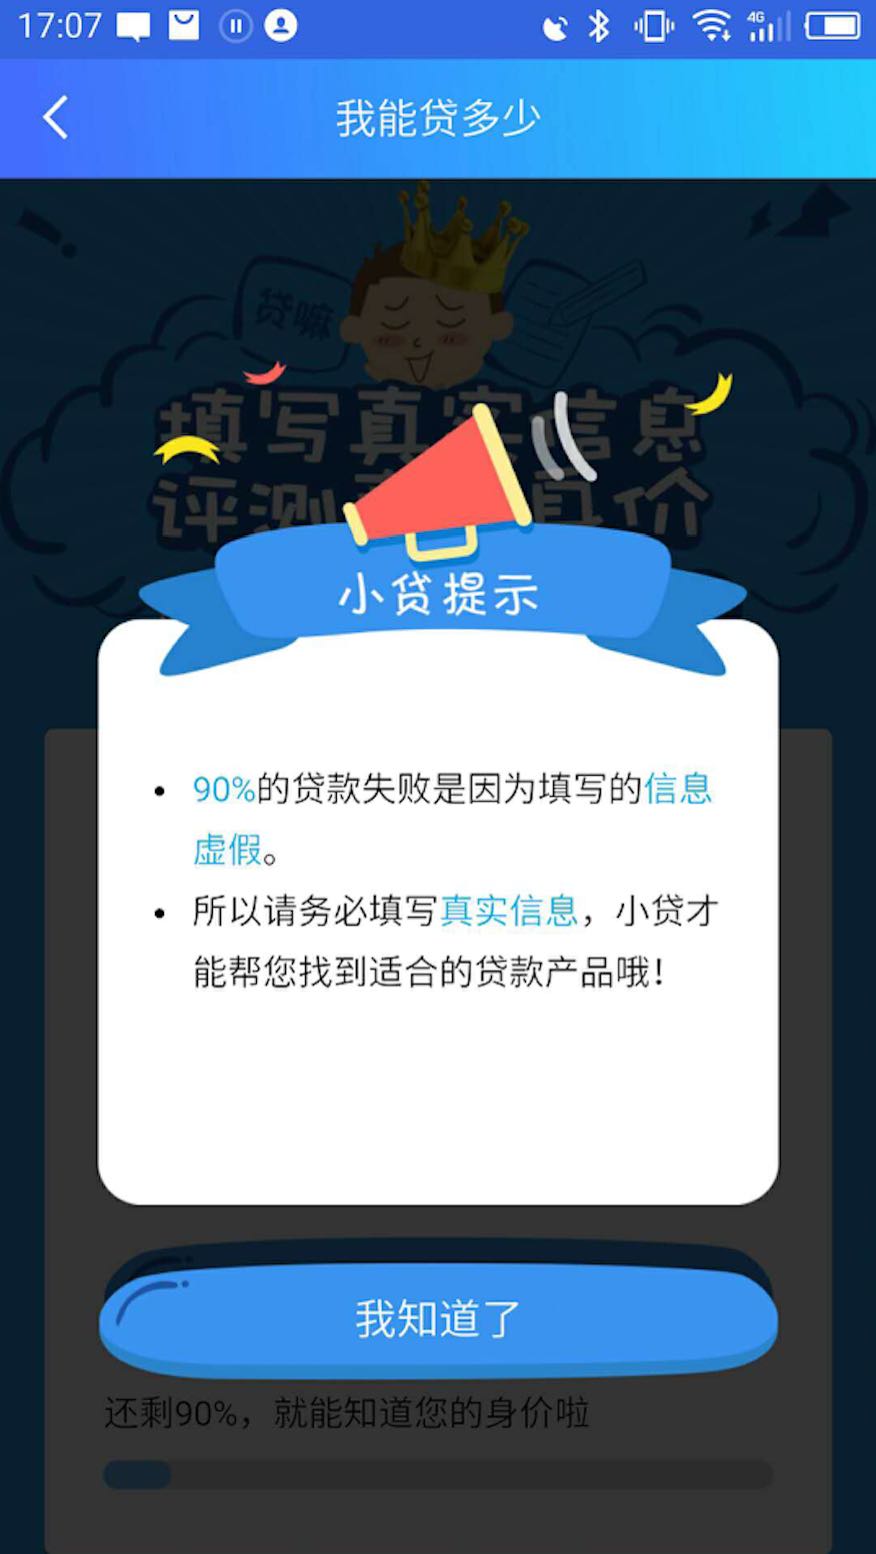 17:07
4G
我能贷多少
贷嘛
填写真实信息
评测真价
小贷提示
90%的贷款失败是因为填写的信息
虚假。
所以请务必填写真实信息，小贷才
能帮您找到适合的贷款产品哦！
我知道了
还剩90%，就能知道您的身价啦